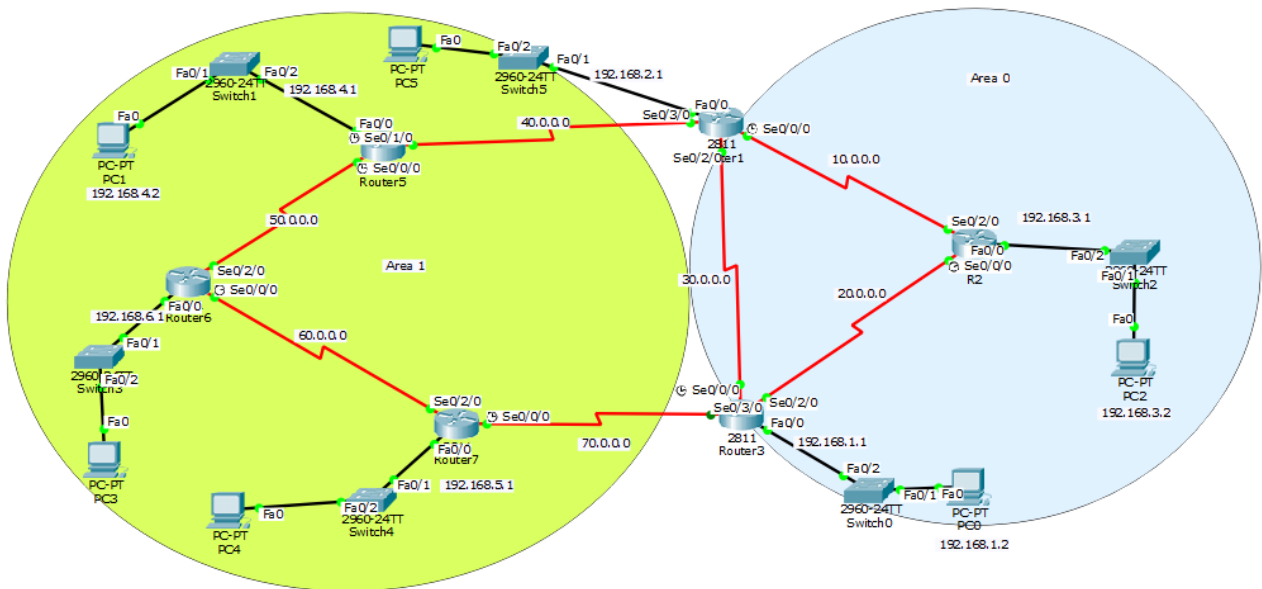 Fa0/1
2960-24TT
Switch1
Fa0/2
192.168.4.1
Fa0
PC-PT
PC1
192.168.4.2
Fa0/0
Se0/1/0
Se0/0/0
Router5
PC-PT
PC5
Fa0
Fa0/2
2960-24TT
Switch5
Fa0/1
192.168.2.1
40.0.0.0
Fa0/0
Se0/3/0
Se0/0/0
2811
Se0/2/0
ter1
Area 0
10.0.0.0
Se0/2/0
Fa0/0
Se0/0/0
R2
192.168.3.1
Fa0/2
Fa0/1
Switch2
Fa0
PC-PT
PC2
192.168.3.2
50.0.0.0
Area 1
30.0.0.0
20.0.0.0
Se0/2/0
Se0/0/0
Fa0/0
Router6
192.168.6.1
Fa0/1
Fa0/2
Switch3
Fa0
PC-PT
PC3
60.0.0.0
Se0/2/0
Se0/0/0
Fa0/0
Router7
70.0.0.0
Fa0/1
192.168.5.1
Fa0/2
2960-24TT
Switch4
Fa0
PC-PT
PC4
Se0/0/0
Se0/3/0
Se0/2/0
Fa0/0
2811
Router3
192.168.1.1
Fa0/2
2960-24TT
Switch0
Fa0/1
Fa0
PC-PT
PC0
192.168.1.2